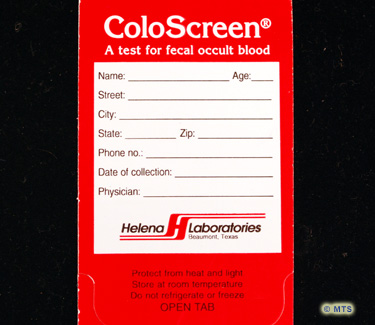 ColoScreen®
A test for fecal occult blood
Name: Age:
Street:
City:
State: Zip:
Phone no.:
Date of collection:
Physician:
Helena Laboratories
Beaumont, Texas
Protect from heat and light
Store at room temperature
Do not refrigerate or freeze
OPEN TAB
© MTS